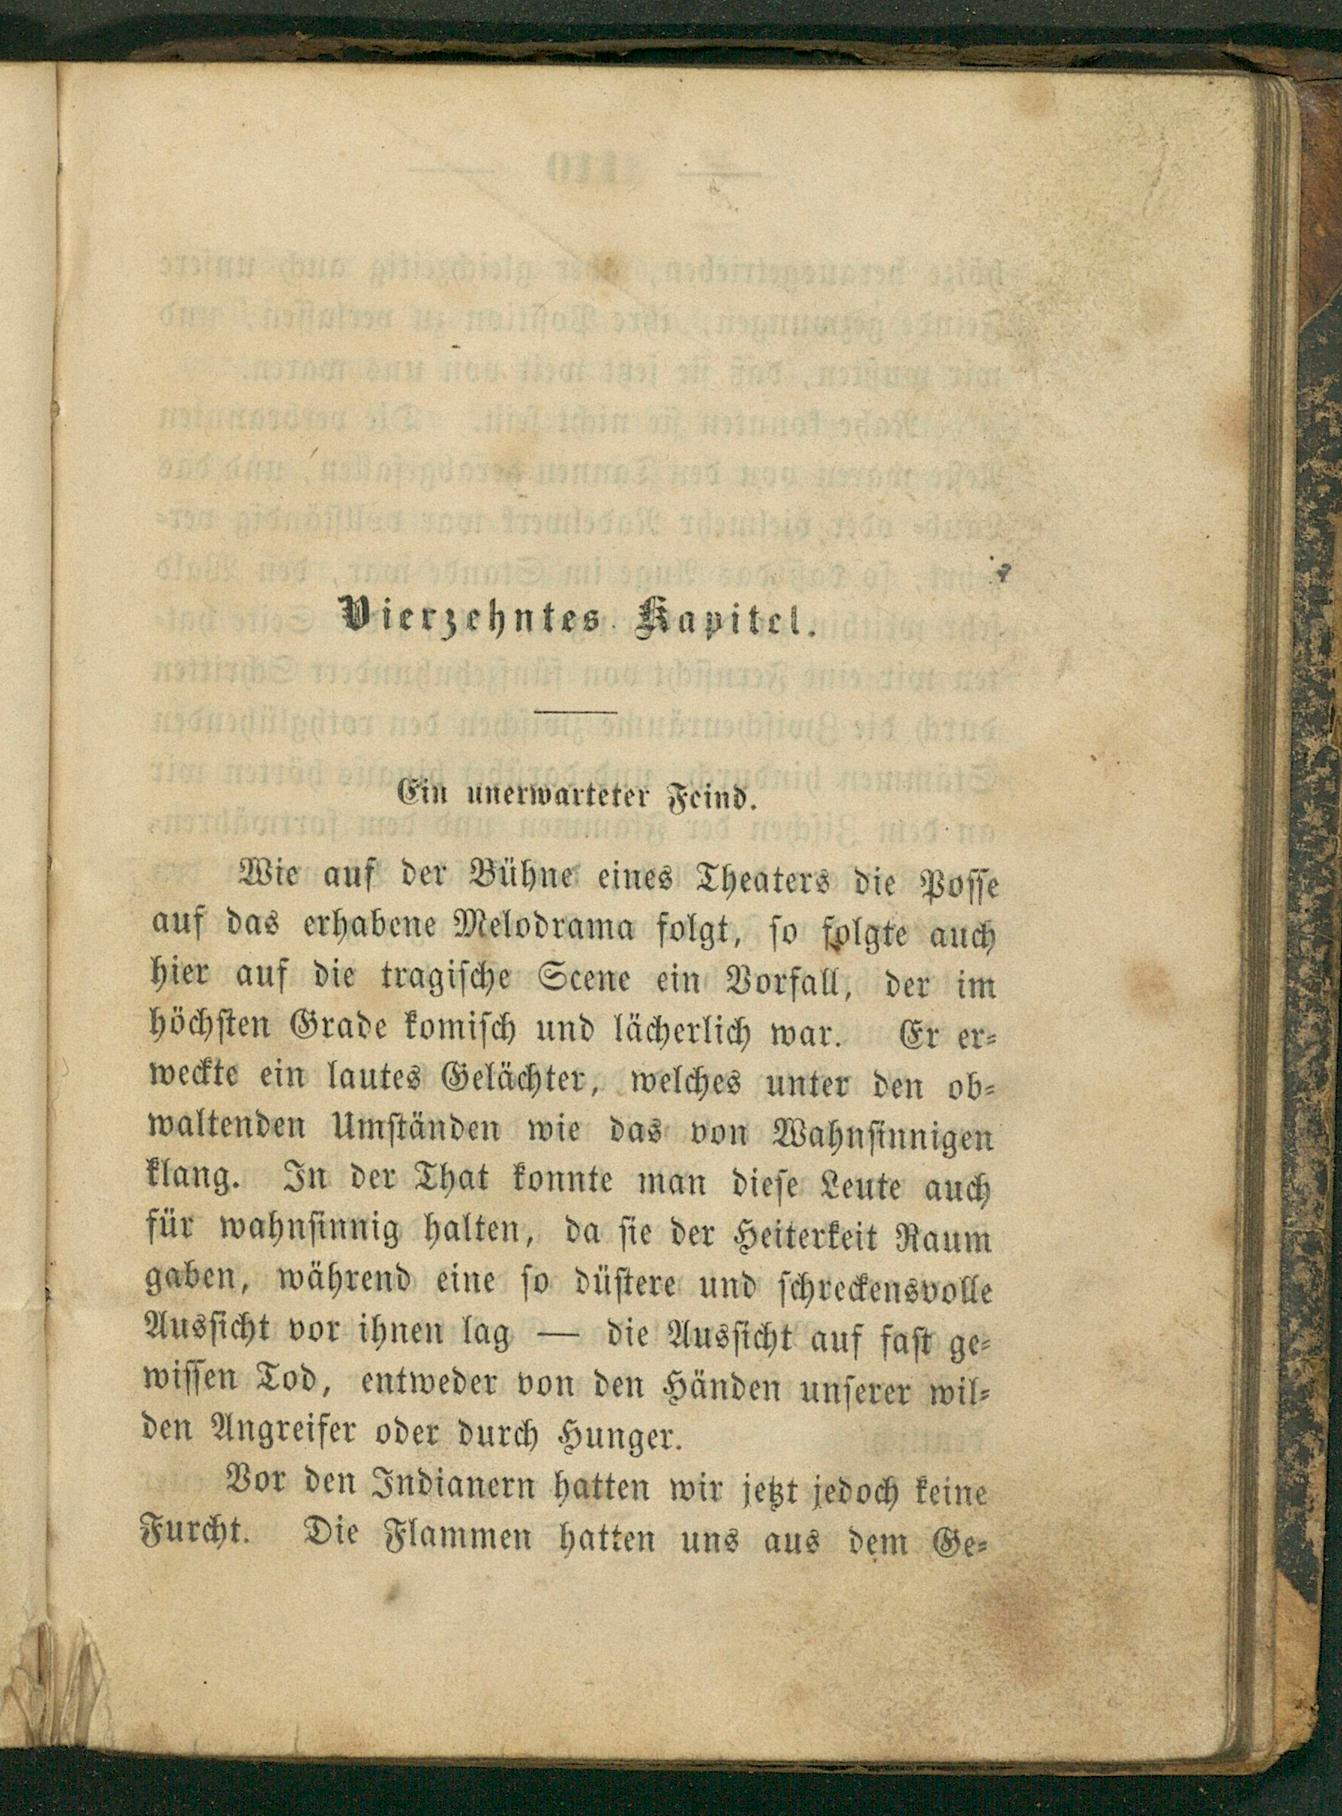 Vierzehntes Kapitel.
Ein unerwarteter Feind.
Wie auf der Bühne eines Theaters die Posse
auf das erhabene Melodrama folgt, so folgte auch
hier auf die tragische Scene ein Vorfall, der im
höchsten Grade komisch und lächerlich war. Er er-
weckte ein lautes Gelächter, welches unter den ob-
waltenden Umständen wie das von Wahnsinnigen
klang. In der That konnte man diese Leute auch
für wahnsinnig halten, da sie der Heiterkeit Raum
gaben, während eine so düstere und schreckensvolle
Aussicht vor ihnen lag — die Aussicht auf fast ge-
wissen Tod, entweder von den Händen unserer wil-
den Angreifer oder durch Hunger.
Vor den Indianern hatten wir jetzt jedoch keine
Furcht. Die Flammen hatten uns aus dem Ge-